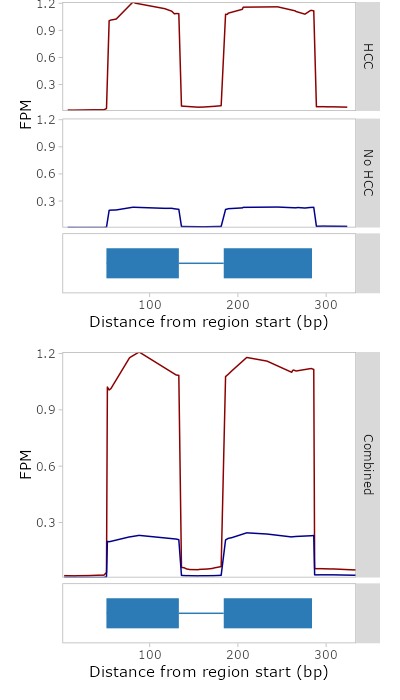 1.2
0.9
0.6
0.3
HCC
FPM
1.2
0.9
0.6
0.3
No HCC
100 200 300
Distance from region start (bp)
1.2
0.9
0.6
0.3
FPM
Combined
100 200 300
Distance from region start (bp)